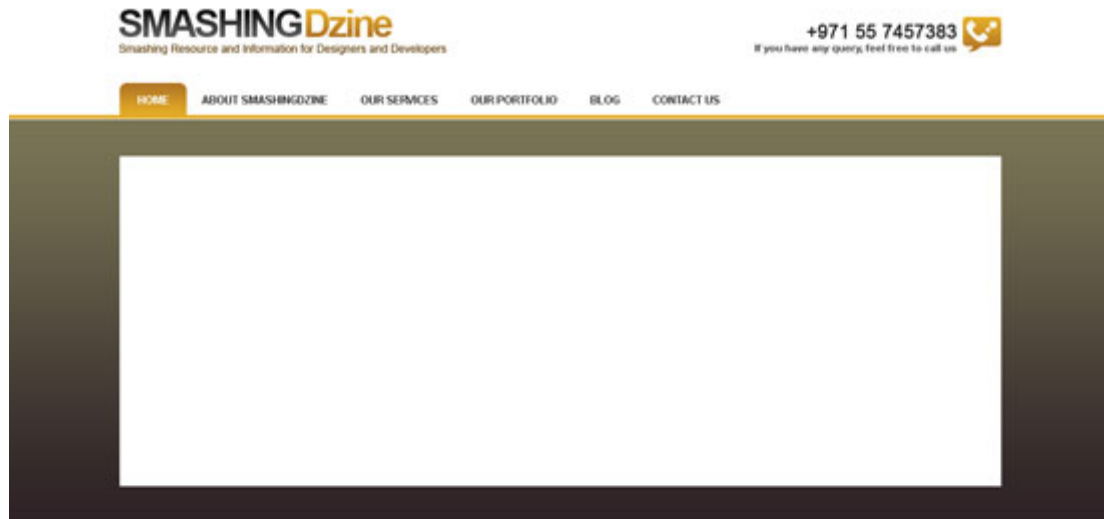 SMASHINGDzine
Smashing Resource and Information for Designers and Developers
+971 55 7457383
If you have any query, feel free to call us
HOME ABOUT SMASHINGDZINE OUR SERVICES OUR PORTFOLIO BLOG CONTACT US